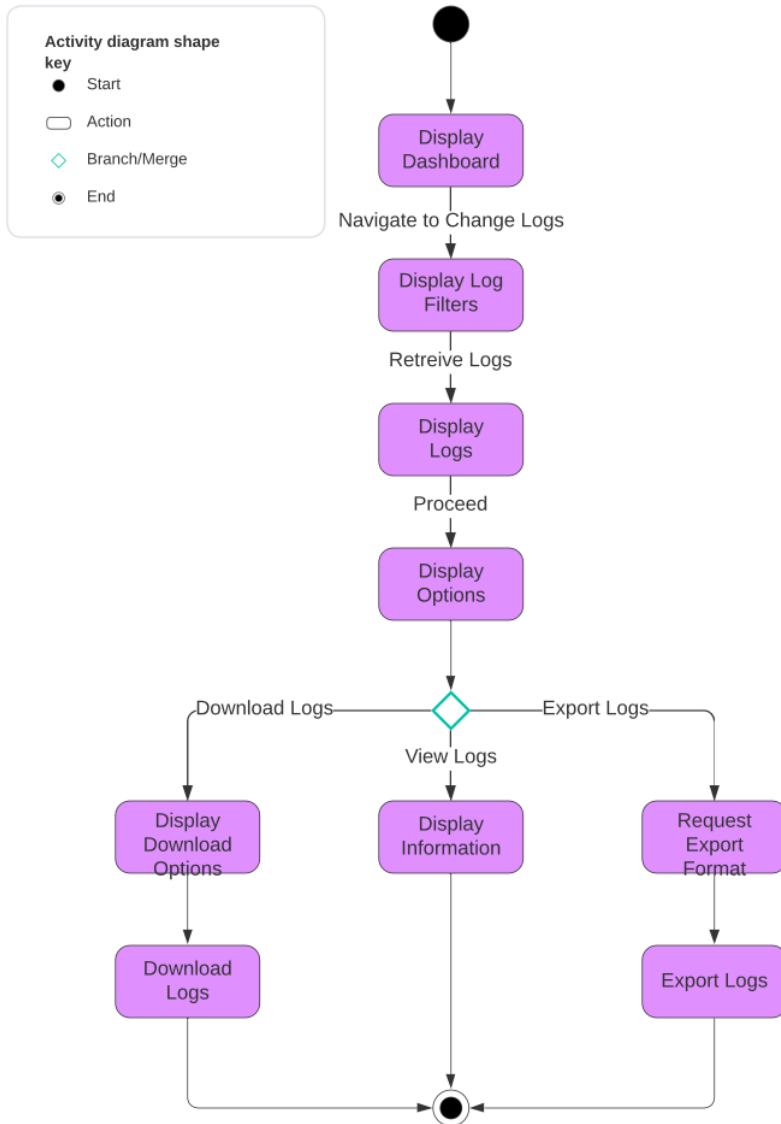 Activity diagram shape
key
Start
Action
Branch/Merge
End
Display
Dashboard
Navigate to Change Logs
Display Log
Filters
Retreive Logs
Display
Logs
Proceed
Display
Options
Download Logs
Export Logs
View Logs
Display
Download
Options
Display
Information
Request
Export
Format
Download
Logs
Export Logs